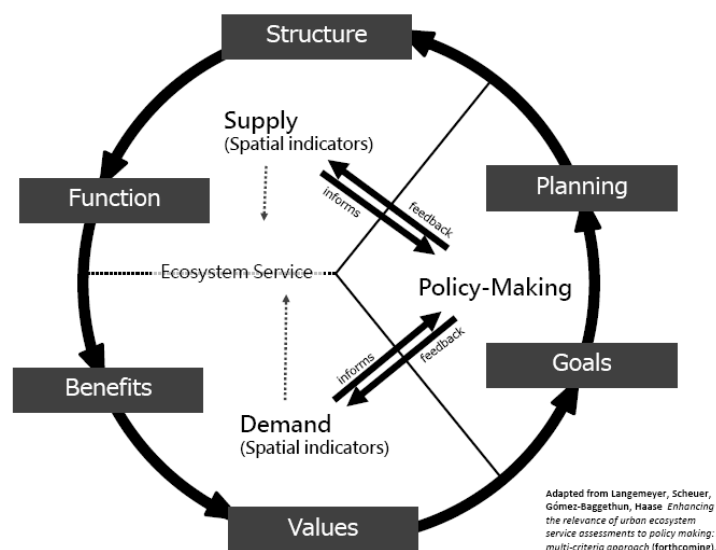 Structure
Supply
(Spatial indicators)
Function
Planning
informs
feedback
Ecosystem Service
Policy-Making
informs
feedback
Goals
Benefits
Demand
(Spatial indicators)
Values
Adapted from Langemeyer, Scheuer,
Gómez-Baggethun, Haase Enhancing
the relevance of urban ecosystem
service assessments to policy making:
multi-criteria approach (forthcoming)